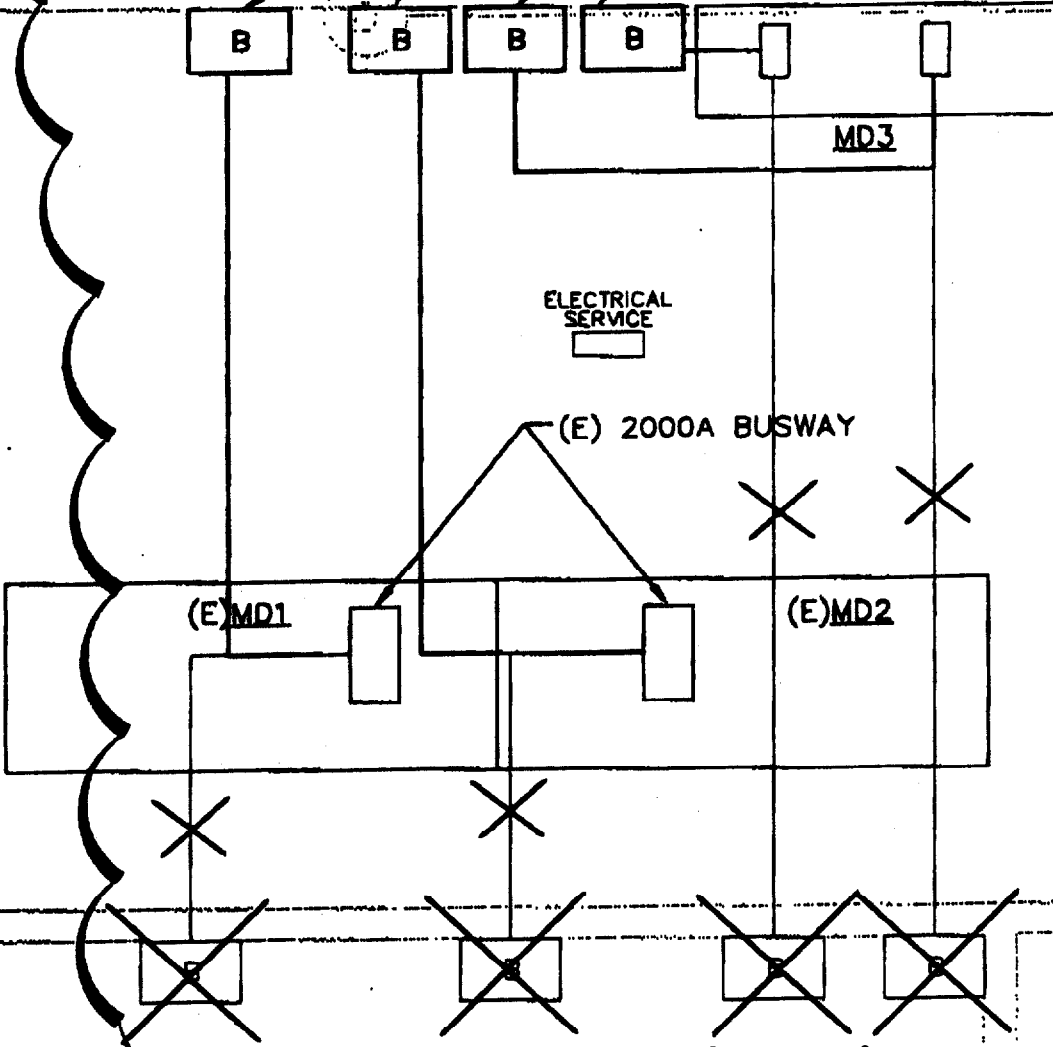 B B B B
MD3
ELECTRICAL
SERVICE
(E) 2000A BUSWAY
(E)MD1 (E)MD2